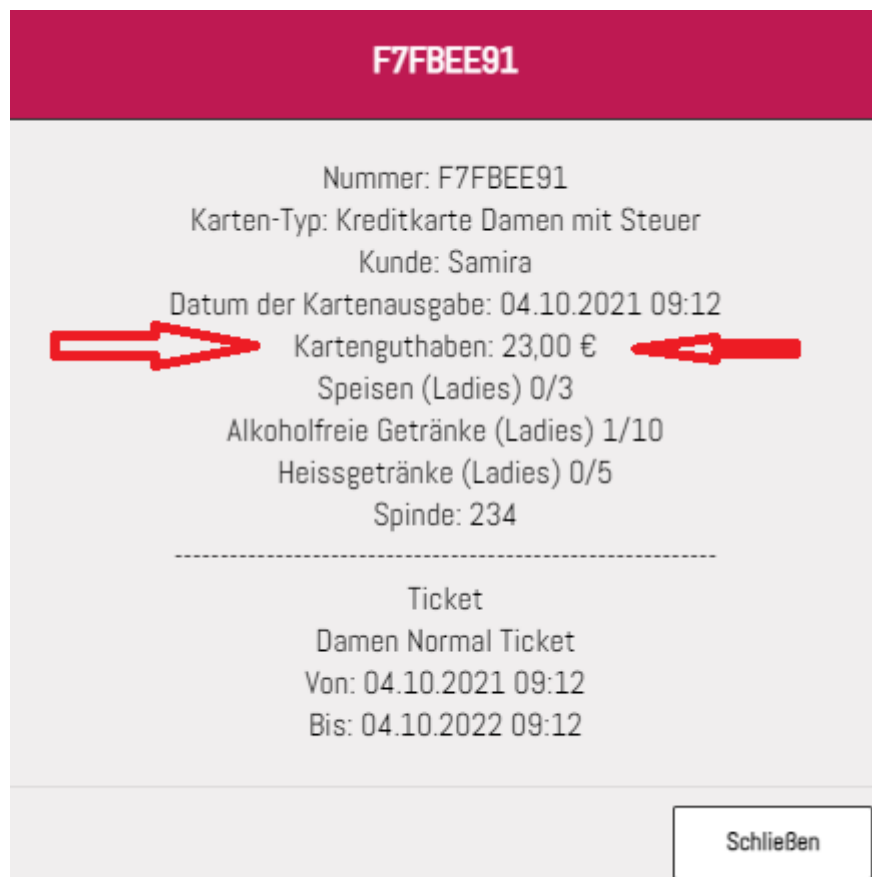 F7FBEE91
Nummer: F7FBEE91
Karten-Typ: Kreditkarte Damen mit Steuer
Kunde: Samira
Datum der Kartenausgabe: 04.10.2021 09:12
Kartenguthaben: 23,00 €
Speisen (Ladies) 0/3
Alkoholfreie Getränke (Ladies) 1/10
Heissgetränke (Ladies) 0/5
Spinde: 234
------------------------------------------------------------
Ticket
Damen Normal Ticket
Von: 04.10.2021 09:12
Bis: 04.10.2022 09:12
Schließen